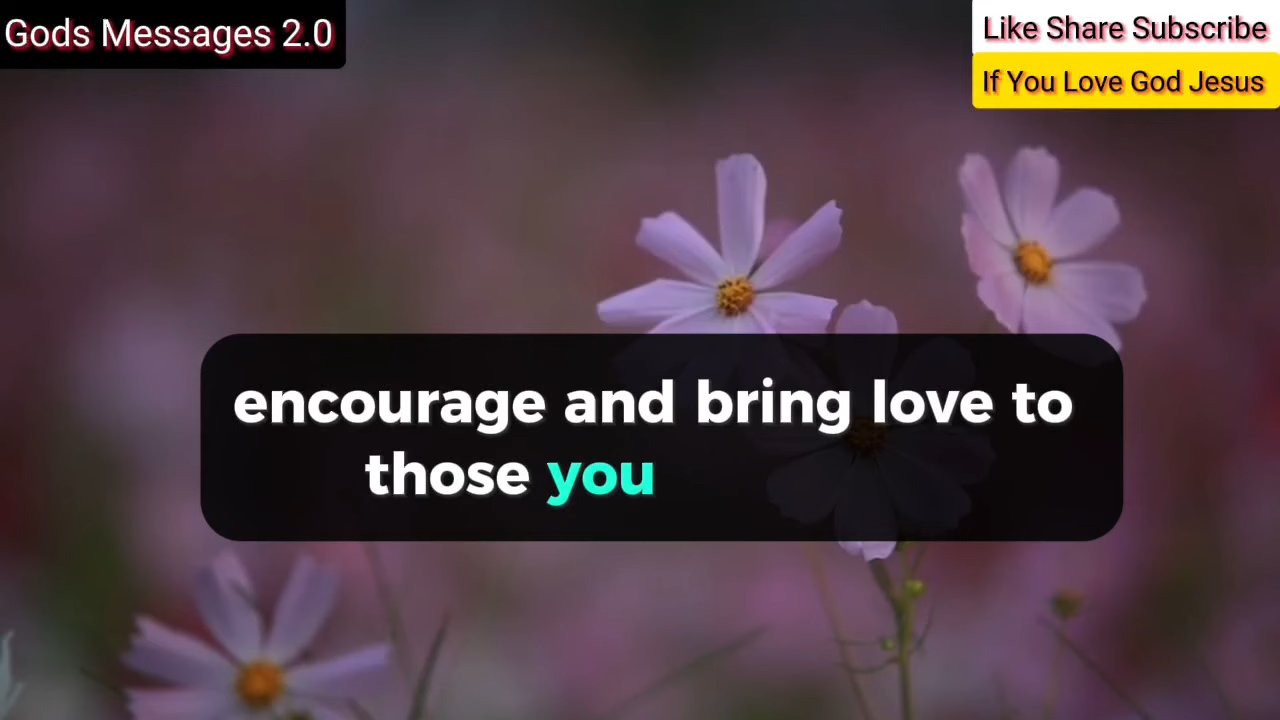 Gods Messages 2.0
Like Share Subscribe
If You Love God Jesus
encourage and bring love to
those you